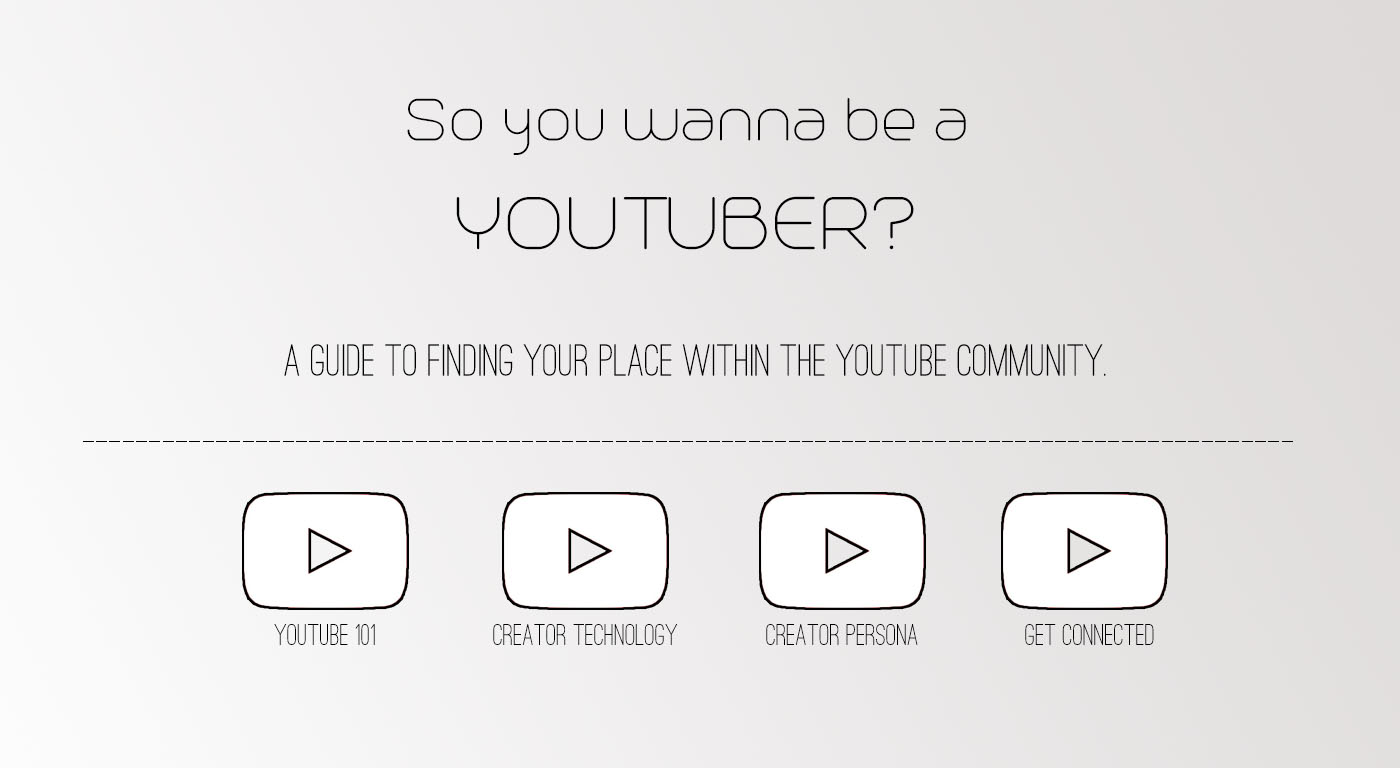 So you wanna be a
YOUTUBER?
A GUIDE TO FINDING YOUR PLACE WITHIN THE YOUTUBE COMMUNITY.
YOUTUBE 101
CREATOR TECHNOLOGY
CREATOR PERSONA
GET CONNECTED